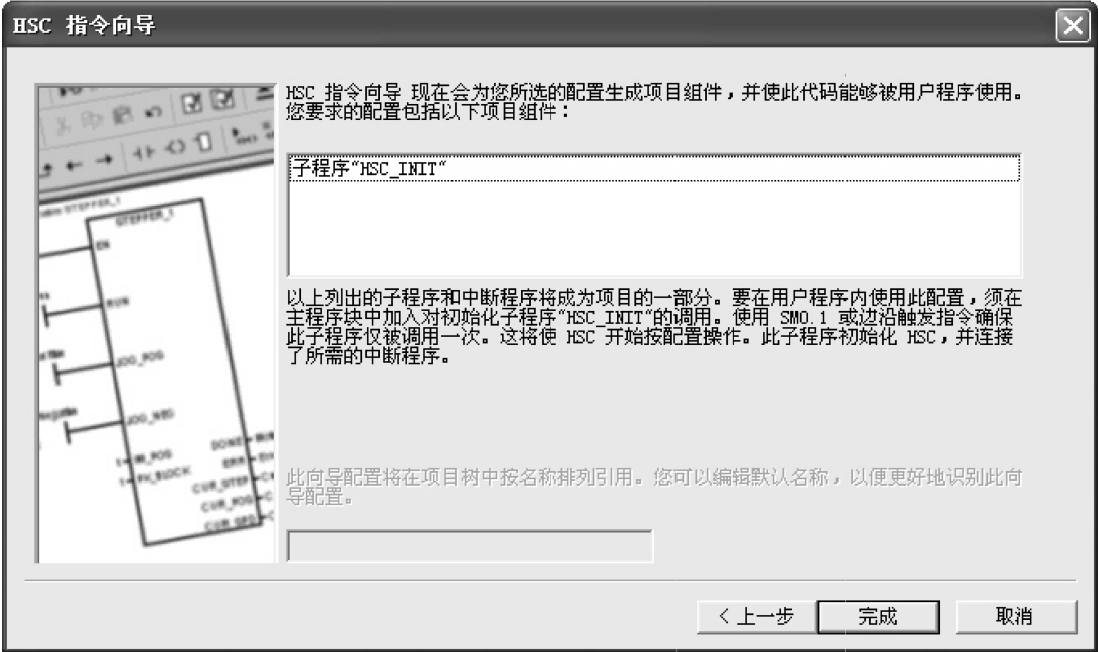 HSC 指令向导
HSC 指令向导 现在会为您所选的配置生成项目组件，并使此代码能够被用户程序使用。
您要求的配置包括以下项目组件：
子程序“HSC_INIT“
以上列出的子程序和中断程序将成为项目的一部分。要在用户程序内使用此配置，须在
主程序块中加入对初始化子程序“HSC_INIT”的调用。使用 SM0.1 或边沿触发指令确保
此子程序仅被调用一次。这将使 HSC 开始按配置操作。此子程序初始化 HSC，并连接
了所需的中断程序。
此向导配置将在项目树中按名称排列引用。您可以编辑默认名称，以便更好地识别此向
导配置。
STEPPER_1
STEPPER_1
EN
RUN
JOG_POS
JOG_NEG
DONE
ERR
CUR_STEP
CUR_POS
CUR_SPD
< 上一步
完成
取消